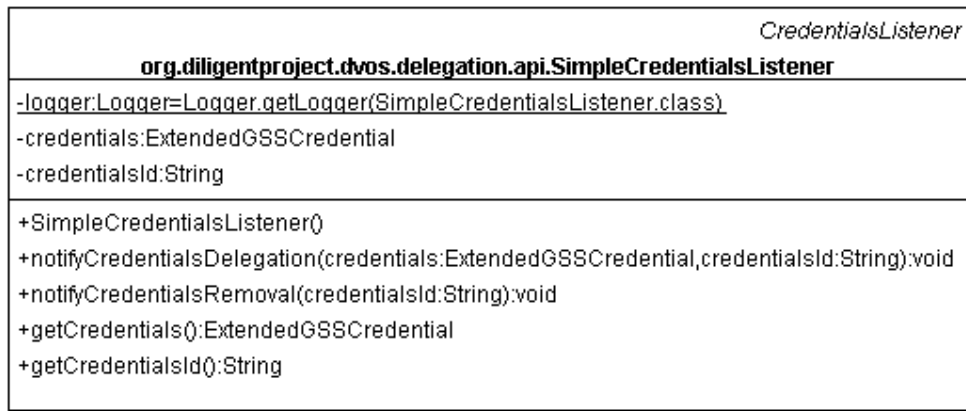 CredentialsListener
org.diligentproject.dvos.delegation.api.SimpleCredentialsListener
-logger:Logger=Logger.getLogger(SimpleCredentialsListener.class)
-credentials:ExtendedGSSCredential
-credentialsId:String
+SimpleCredentialsListener()
+notifyCredentialsDelegation(credentials:ExtendedGSSCredential,credentialsId:String):void
+notifyCredentialsRemoval(credentialsId:String):void
+getCredentials():ExtendedGSSCredential
+getCredentialsId():String